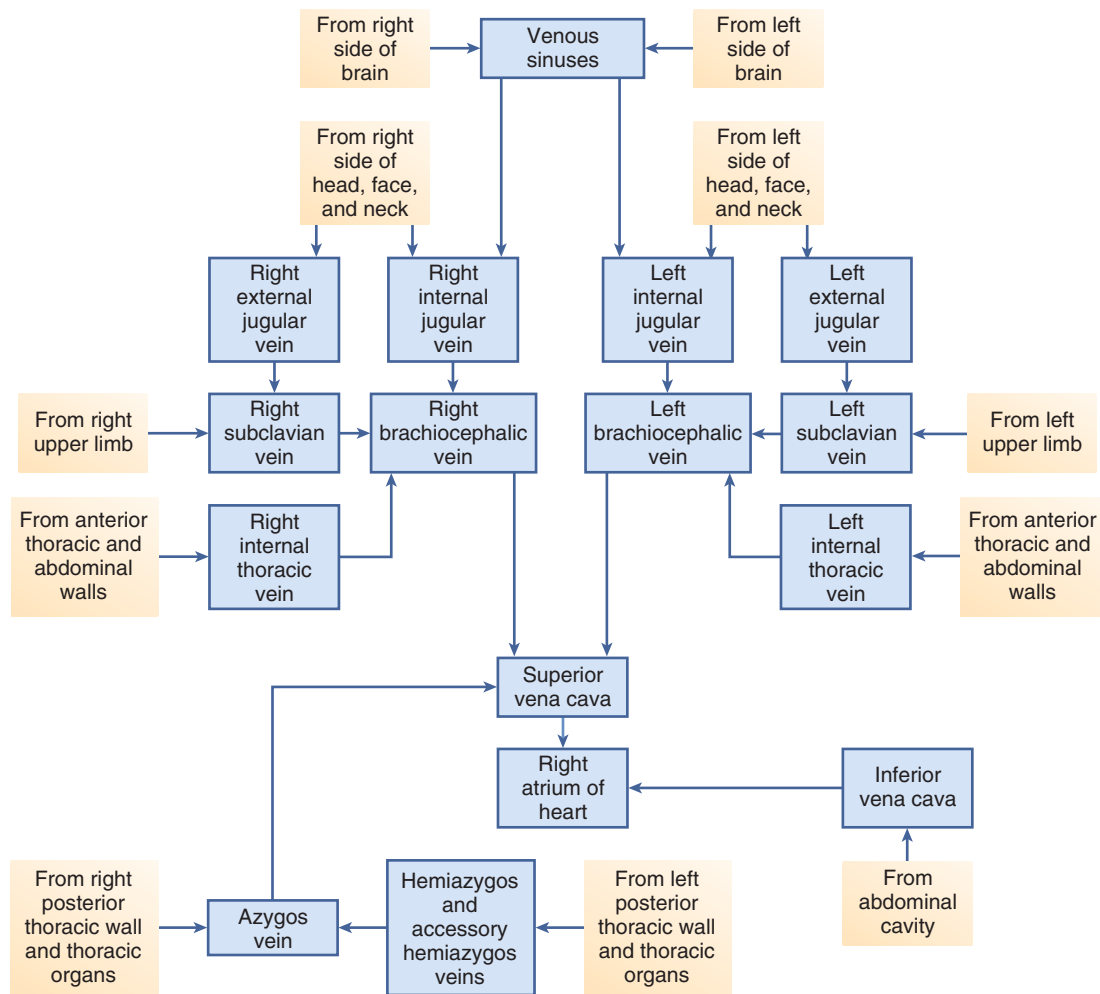 From right
side of
brain
Venous
sinuses
From left
side of
brain
From right
side of
head, face,
and neck
From left
side of
head, face,
and neck
Right
external
jugular
vein
Right
internal
jugular
vein
Left
internal
jugular
vein
Left
external
jugular
vein
From right
upper limb
Right
subclavian
vein
Right
brachiocephalic
vein
Left
brachiocephalic
vein
Left
subclavian
vein
From left
upper limb
From anterior
thoracic and
abdominal
walls
Right
internal
thoracic
vein
Left
internal
thoracic
vein
From anterior
thoracic and
abdominal
walls
Superior
vena cava
Right
atrium of
heart
Inferior
vena cava
From right
posterior
thoracic wall
and thoracic
organs
Azygos
vein
Hemiazygos
and
accessory
hemiazygos
veins
From left
posterior
thoracic wall
and thoracic
organs
From
abdominal
cavity